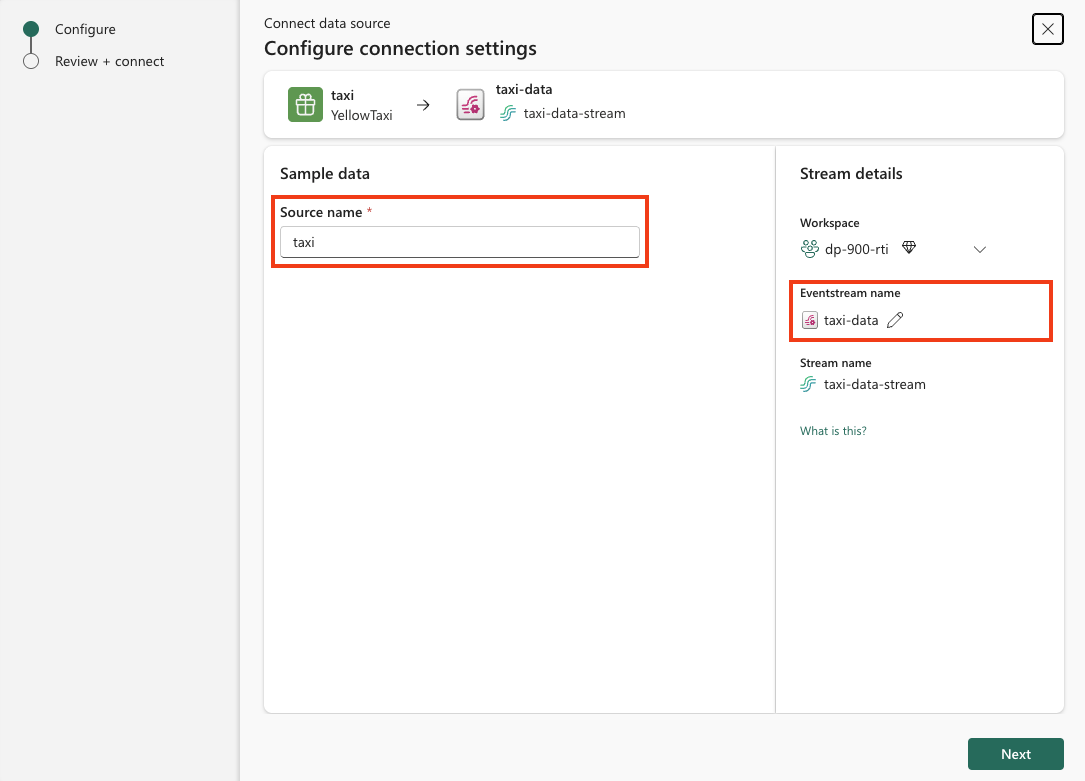 Configure
Review + connect
Connect data source
Configure connection settings
taxi
YellowTaxi
taxi-data
taxi-data-stream
Sample data
Source name *
taxi
Stream details
Workspace
dp-900-rti
Eventstream name
taxi-data
Stream name
taxi-data-stream
What is this?
Next